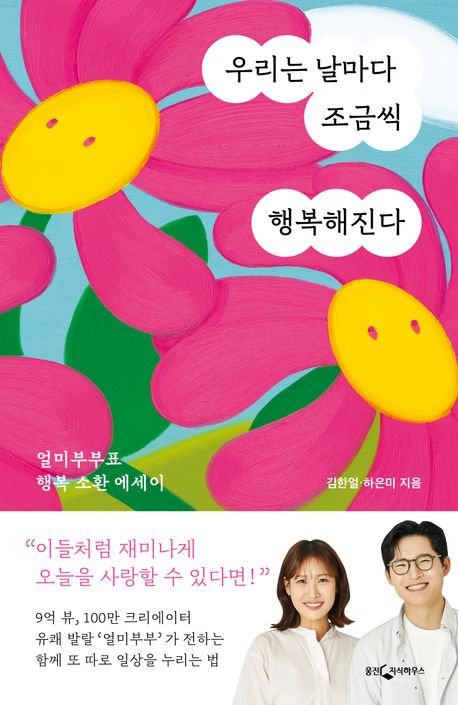 우리는 날마다
조금씩
행복해진다
얼미부부표
행복 소환 에세이
김한얼·하은미 지음
“이들처럼 재미나게
오늘을 사랑할 수 있다면!”
9억 뷰, 100만 크리에이터
유쾌 발랄 ‘얼미부부’가 전하는
함께 또 따로 일상을 누리는 법
웅진 지식하우스